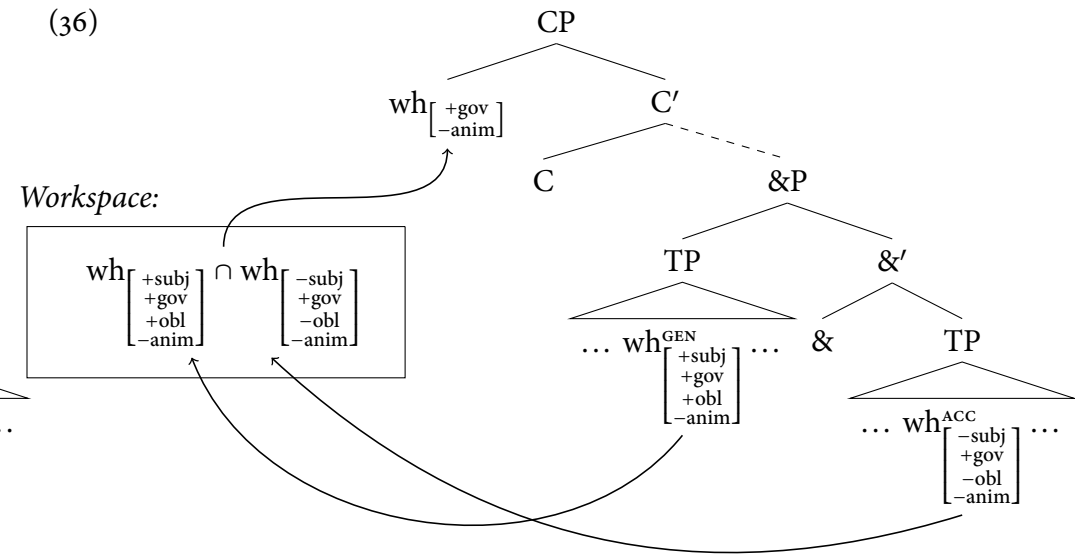 (36)
CP
wh[+gov −anim]
C′
C
&P
Workspace:
TP
&′
wh[+subj +gov +obl −anim] ∩ wh[−subj +gov −obl −anim]
… wh^GEN[+subj +gov +obl −anim] …
&
TP
… wh^ACC[−subj +gov −obl −anim] …
…